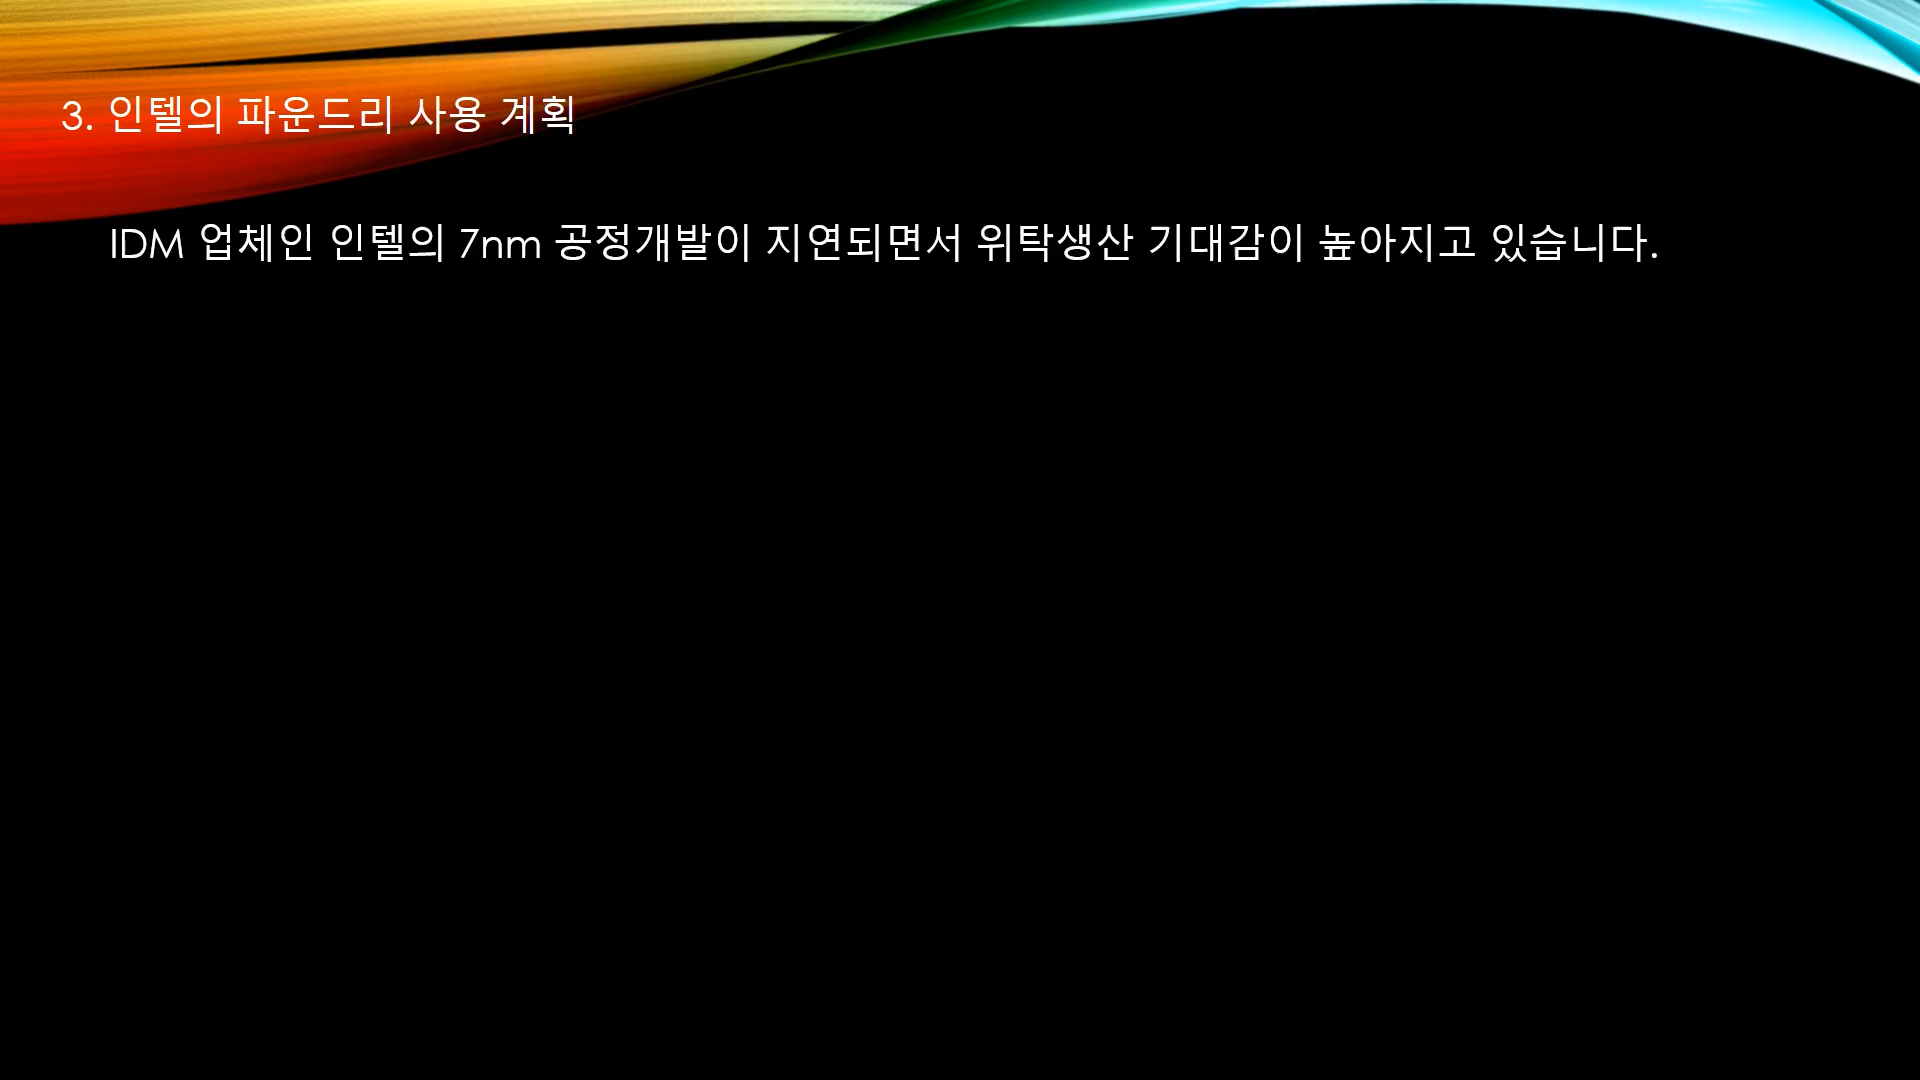 3. 인텔의 파운드리 사용 계획
IDM 업체인 인텔의 7nm 공정개발이 지연되면서 위탁생산 기대감이 높아지고 있습니다.